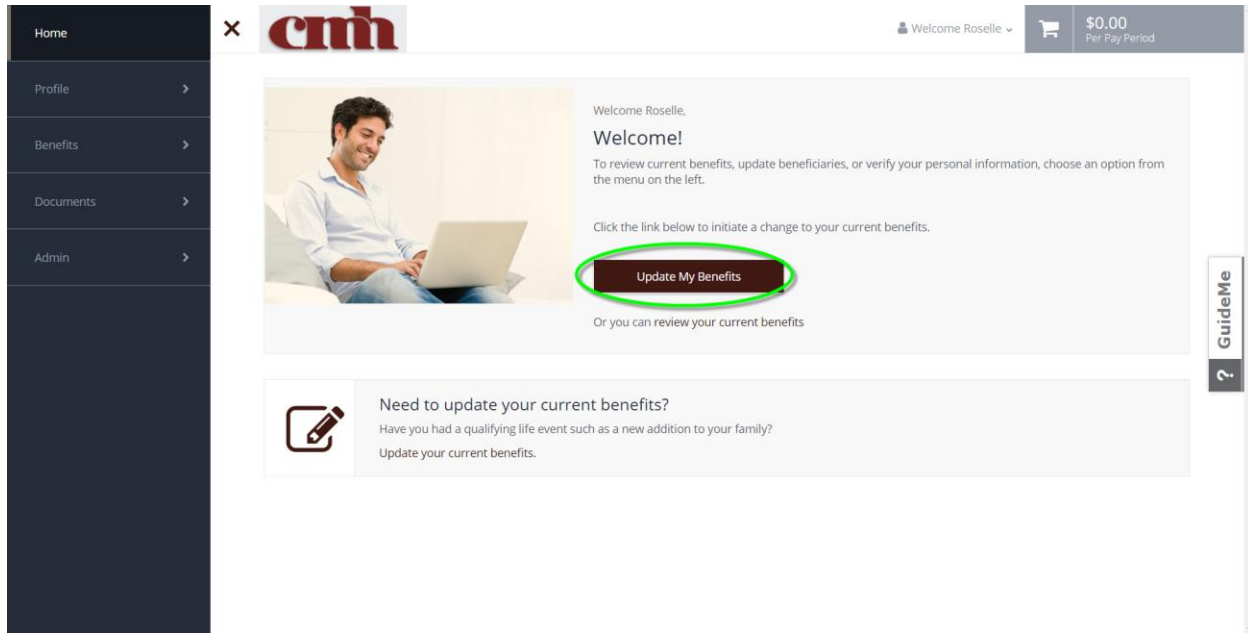 Home
cmh
Welcome Roselle
$0.00
Per Pay Period
Profile
Benefits
Documents
Admin
Welcome Roselle,
Welcome!
To review current benefits, update beneficiaries, or verify your personal information, choose an option from
the menu on the left.
Click the link below to initiate a change to your current benefits.
Update My Benefits
Or you can review your current benefits
? GuideMe
Need to update your current benefits?
Have you had a qualifying life event such as a new addition to your family?
Update your current benefits.